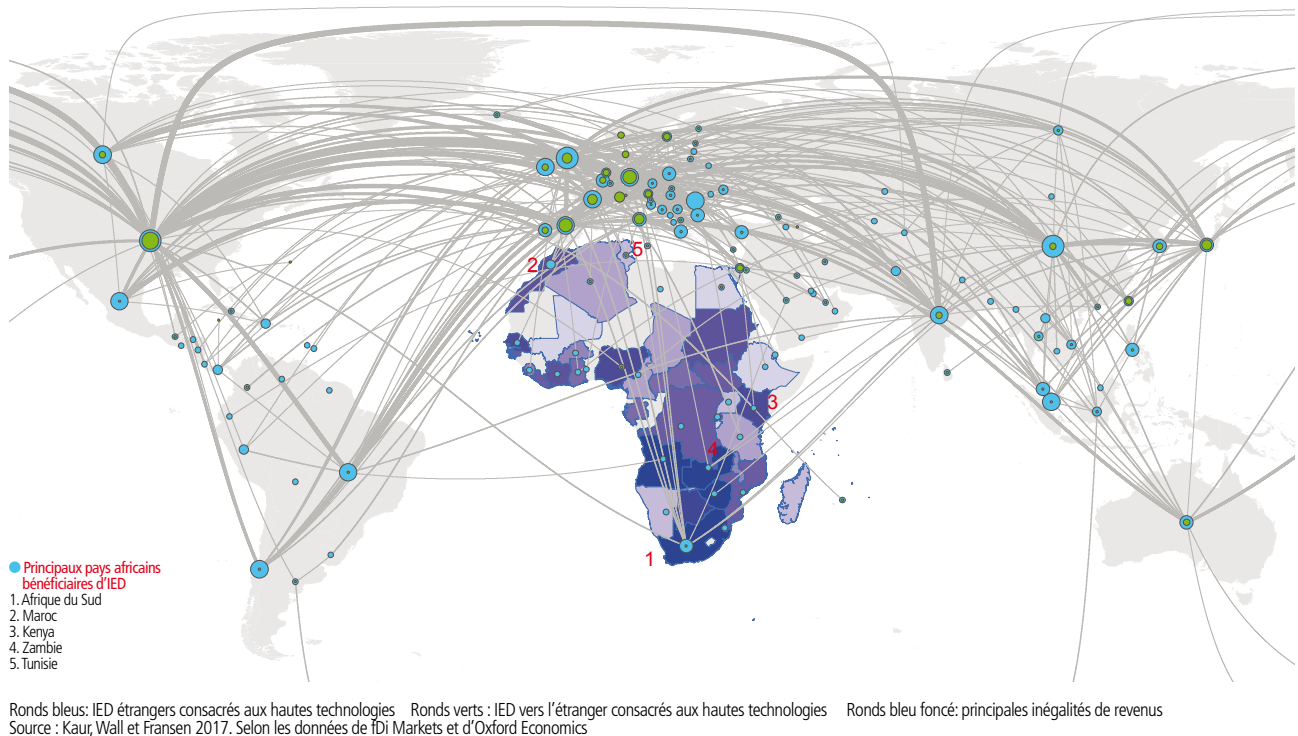 2
5
3
4
1
Principaux pays africains
bénéficiaires d'IED
1. Afrique du Sud
2. Maroc
3. Kenya
4. Zambie
5. Tunisie
Ronds bleus: IED étrangers consacrés aux hautes technologies Ronds verts : IED vers l'étranger consacrés aux hautes technologies Ronds bleu foncé: principales inégalités de revenus
Source : Kaur, Wall et Fransen 2017. Selon les données de fDi Markets et d'Oxford Economics